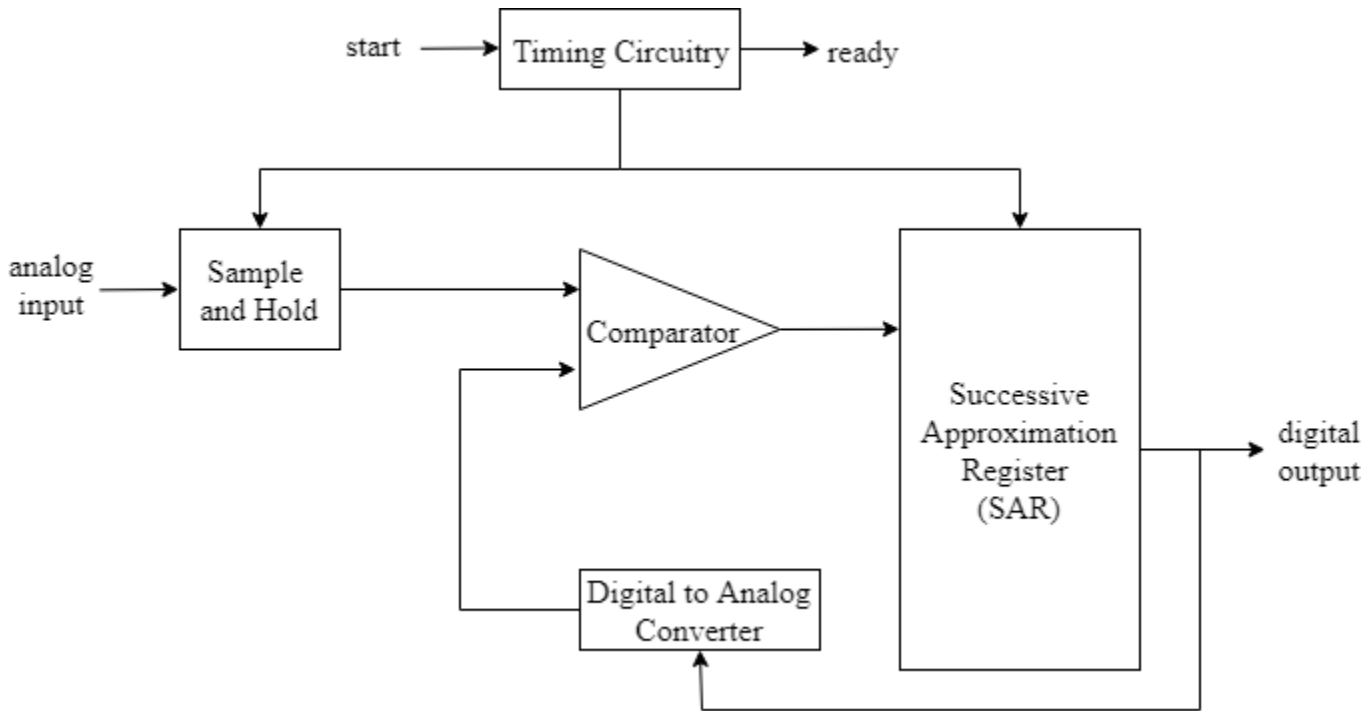 start
Timing Circuitry
ready
analog
input
Sample
and Hold
Comparator
Successive
Approximation
Register
(SAR)
digital
output
Digital to Analog
Converter